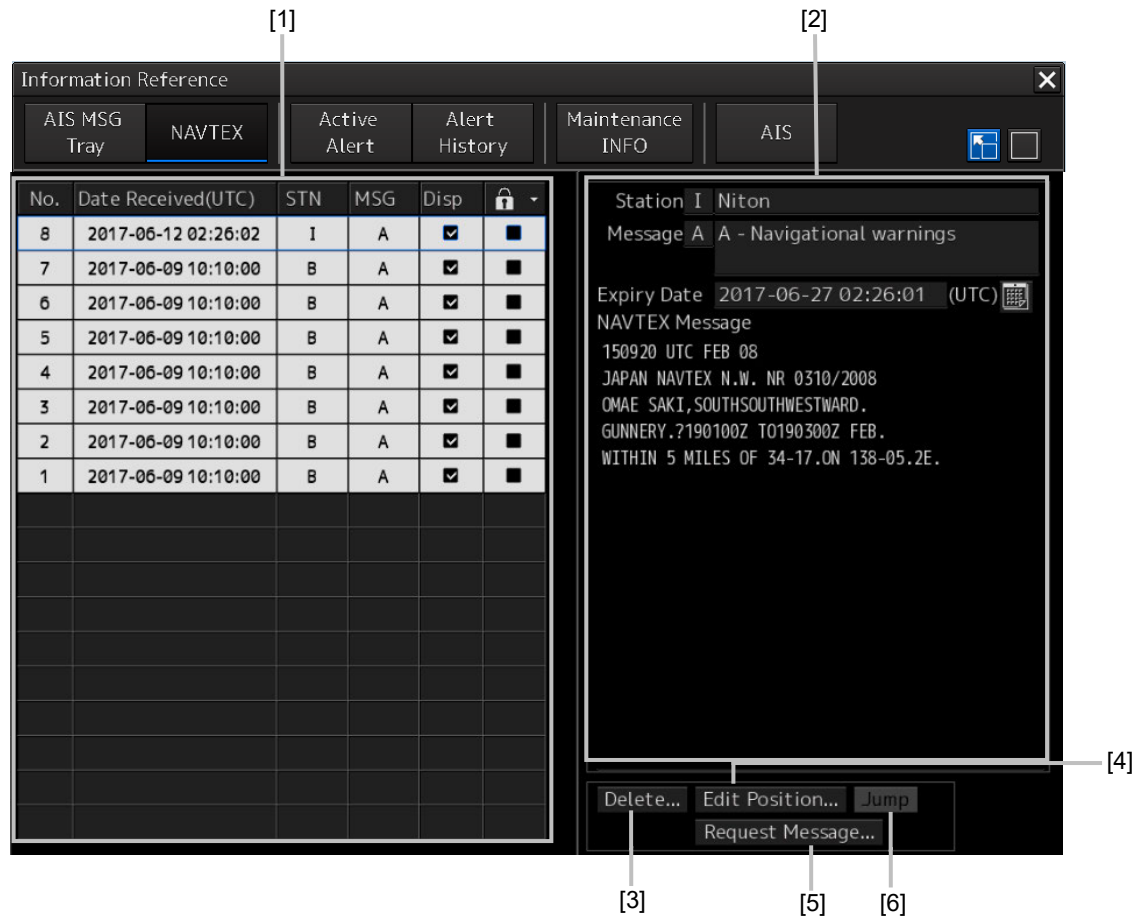 [1] [2]
Information Reference
AIS MSG Tray NAVTEX Active Alert Alert History Maintenance INFO AIS
No. Date Received(UTC) STN MSG Disp
8 2017-06-12 02:26:02 I A
7 2017-06-09 10:10:00 B A
6 2017-06-09 10:10:00 B A
5 2017-06-09 10:10:00 B A
4 2017-06-09 10:10:00 B A
3 2017-06-09 10:10:00 B A
2 2017-06-09 10:10:00 B A
1 2017-06-09 10:10:00 B A
Station I Niton
Message A A - Navigational warnings
Expiry Date 2017-06-27 02:26:01 (UTC)
NAVTEX Message
150920 UTC FEB 08
JAPAN NAVTEX N.W. NR 0310/2008
OMAE SAKI,SOUTHSOUTHWESTWARD.
GUNNERY.?190100Z TO190300Z FEB.
WITHIN 5 MILES OF 34-17.0N 138-05.2E.
[4]
Delete... Edit Position... Jump
Request Message...
[3] [5] [6]